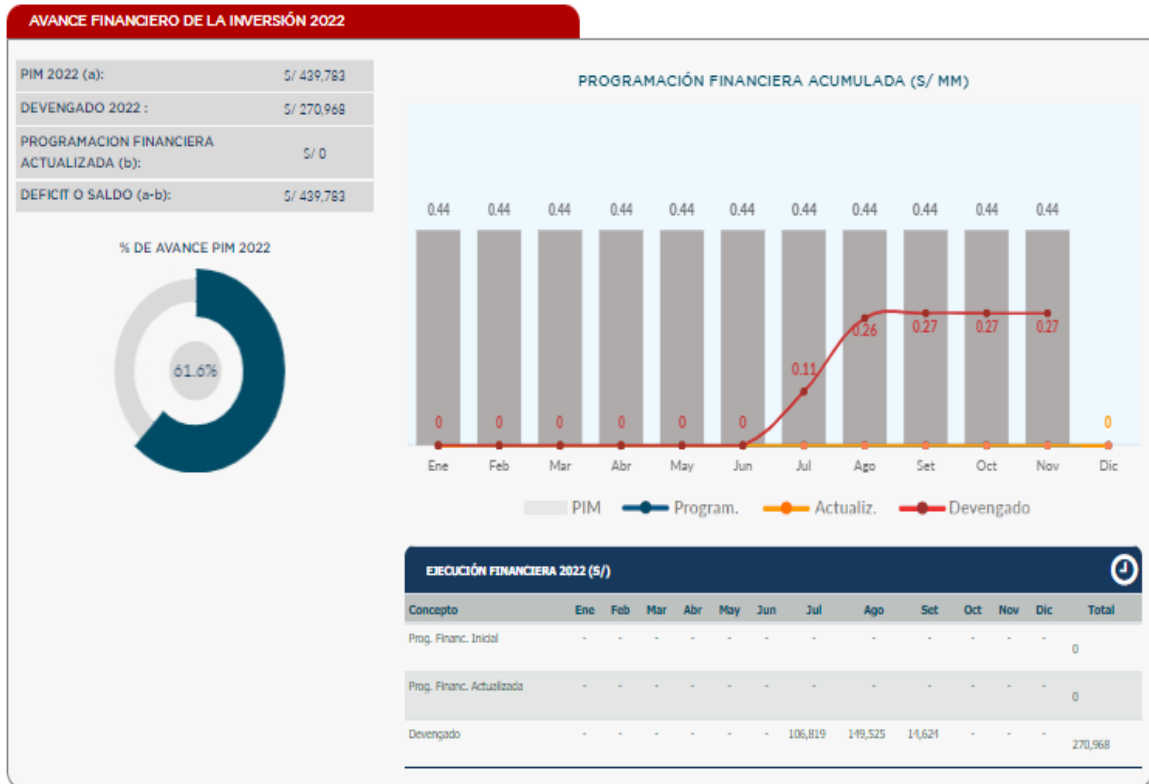 AVANCE FINANCIERO DE LA INVERSIÓN 2022
PIM 2022 (a): S/ 439,783
DEVENGADO 2022 : S/ 270,968
PROGRAMACION FINANCIERA
ACTUALIZADA (b): S/ 0
DEFICIT O SALDO (a-b): S/ 439,783
% DE AVANCE PIM 2022
61.6%
PROGRAMACIÓN FINANCIERA ACUMULADA (S/ MM)
0.44 0.44 0.44 0.44 0.44 0.44 0.44 0.44 0.44 0.44 0.44
0.11 0.26 0.27 0.27 0.27
0 0 0 0 0 0 0
Ene Feb Mar Abr May Jun Jul Ago Set Oct Nov Dic
PIM Program. Actualiz. Devengado
EJECUCIÓN FINANCIERA 2022 (S/)
Concepto Ene Feb Mar Abr May Jun Jul Ago Set Oct Nov Dic Total
Prog. Financ. Inicial - - - - - - - - - - - - 0
Prog. Financ. Actualizada - - - - - - - - - - - - 0
Devengado - - - - - - 106,819 149,525 14,624 - - - 270,968